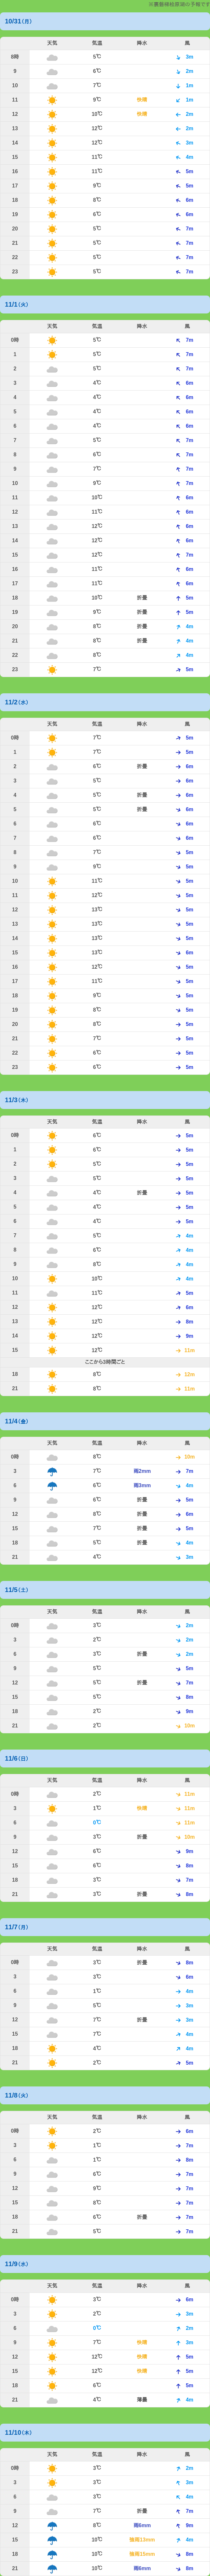 10/31(月)
天気 気温 降水 風
8時 5℃ 3m
9 6℃ 2m
10 7℃ 1m
11 9℃ 快晴 1m
12 10℃ 快晴 2m
13 12℃ 2m
14 12℃ 3m
15 11℃ 4m
16 11℃ 5m
17 9℃ 5m
18 8℃ 6m
19 6℃ 6m
20 5℃ 7m
21 5℃ 7m
22 5℃ 7m
23 5℃ 7m
11/1(火)
天気 気温 降水 風
0時 5℃ 7m
1 5℃ 7m
2 5℃ 7m
3 4℃ 6m
4 4℃ 6m
5 4℃ 6m
6 4℃ 6m
7 5℃ 7m
8 6℃ 7m
9 7℃ 7m
10 9℃ 7m
11 10℃ 6m
12 11℃ 6m
13 12℃ 6m
14 12℃ 6m
15 12℃ 7m
16 11℃ 6m
17 11℃ 6m
18 10℃ 折畳 5m
19 9℃ 折畳 5m
20 8℃ 折畳 4m
21 8℃ 折畳 4m
22 8℃ 4m
23 7℃ 5m
11/2(水)
天気 気温 降水 風
0時 7℃ 5m
1 7℃ 5m
2 6℃ 折畳 6m
3 5℃ 6m
4 5℃ 折畳 6m
5 5℃ 折畳 6m
6 6℃ 6m
7 6℃ 6m
8 7℃ 5m
9 9℃ 5m
10 11℃ 5m
11 12℃ 5m
12 13℃ 5m
13 13℃ 5m
14 13℃ 5m
15 13℃ 6m
16 12℃ 5m
17 11℃ 5m
18 9℃ 5m
19 8℃ 5m
20 8℃ 5m
21 7℃ 5m
22 6℃ 5m
23 6℃ 5m
11/3(木)
天気 気温 降水 風
0時 6℃ 5m
1 6℃ 5m
2 5℃ 5m
3 5℃ 5m
4 4℃ 折畳 5m
5 4℃ 5m
6 4℃ 5m
7 5℃ 4m
8 6℃ 4m
9 8℃ 4m
10 10℃ 4m
11 11℃ 5m
12 12℃ 6m
13 12℃ 8m
14 12℃ 9m
15 12℃ 11m
ここから3時間ごと
18 8℃ 12m
21 8℃ 11m
11/4(金)
天気 気温 降水 風
0時 8℃ 10m
3 7℃ 雨2mm 7m
6 6℃ 雨3mm 4m
9 6℃ 折畳 5m
12 8℃ 折畳 6m
15 7℃ 折畳 5m
18 5℃ 折畳 4m
21 4℃ 3m
11/5(土)
天気 気温 降水 風
0時 3℃ 2m
3 2℃ 2m
6 3℃ 折畳 2m
9 5℃ 5m
12 5℃ 折畳 7m
15 5℃ 8m
18 2℃ 9m
21 2℃ 10m
11/6(日)
天気 気温 降水 風
0時 2℃ 11m
3 1℃ 快晴 11m
6 0℃ 11m
9 3℃ 折畳 10m
12 6℃ 9m
15 6℃ 8m
18 3℃ 7m
21 3℃ 折畳 8m
11/7(月)
天気 気温 降水 風
0時 3℃ 折畳 8m
3 3℃ 6m
6 1℃ 4m
9 5℃ 3m
12 7℃ 折畳 3m
15 7℃ 4m
18 4℃ 4m
21 2℃ 5m
11/8(火)
天気 気温 降水 風
0時 2℃ 6m
3 1℃ 7m
6 1℃ 8m
9 6℃ 7m
12 9℃ 7m
15 8℃ 7m
18 6℃ 折畳 7m
21 5℃ 7m
11/9(水)
天気 気温 降水 風
0時 3℃ 6m
3 2℃ 3m
6 0℃ 2m
9 7℃ 快晴 3m
12 12℃ 快晴 5m
15 12℃ 快晴 5m
18 6℃ 5m
21 4℃ 薄曇 4m
11/10(木)
天気 気温 降水 風
0時 3℃ 2m
3 3℃ 3m
6 3℃ 4m
9 7℃ 折畳 7m
12 8℃ 雨6mm 9m
15 10℃ 強雨13mm 4m
18 10℃ 強雨15mm 8m
21 10℃ 雨6mm 8m